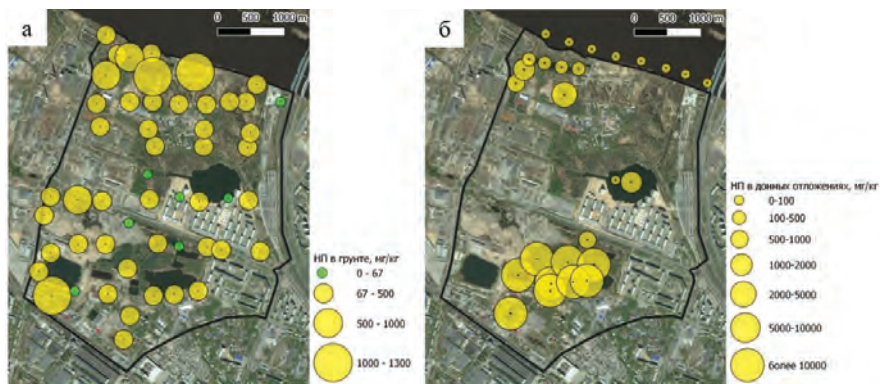 а
0 500 1000 m
НП в грунте, мг/кг
0 - 67
67 - 500
500 - 1000
1000 - 1300
б
0 500 1000 m
НП в донных отложениях, мг/кг
0-100
100-500
500-1000
1000-2000
2000-5000
5000-10000
более 10000